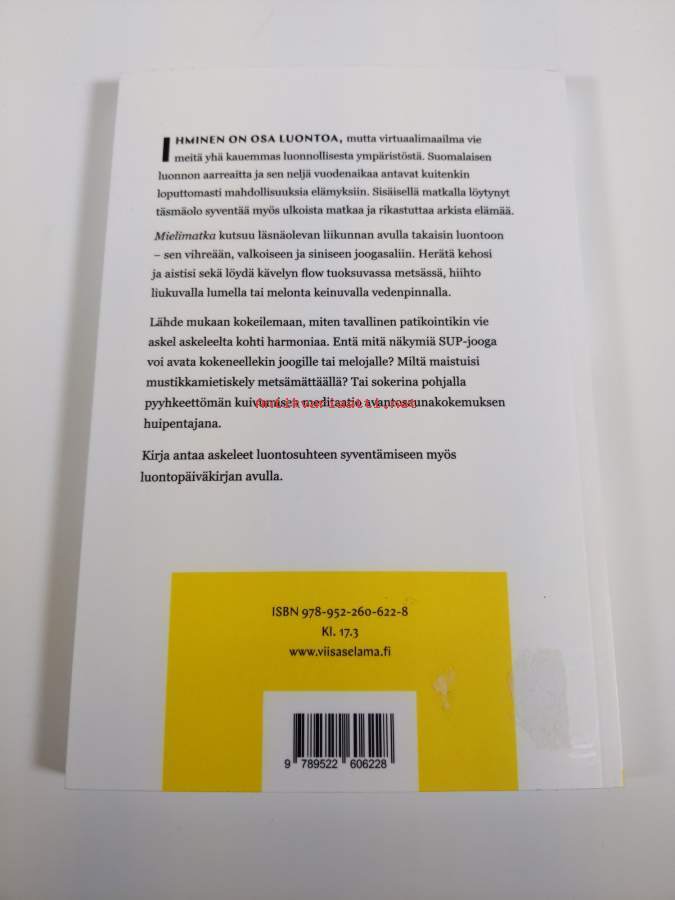 IHMINEN ON OSA LUONTOA, mutta virtuaalimaailma vie
meitä yhä kauemmas luonnollisesta ympäristöstä. Suomalaisen
luonnon aarreaitta ja sen neljä vuodenaikaa antavat kuitenkin
loputtomasti mahdollisuuksia elämyksiin. Sisäisellä matkalla löytynyt
täsmäolo syventää myös ulkoista matkaa ja rikastuttaa arkista elämää.
Mielimatka kutsuu läsnäolevan liikunnan avulla takaisin luontoon
– sen vihreään, valkoiseen ja siniseen joogasaliin. Herätä kehosi
ja aistisi sekä löydä kävelyn flow tuoksuvassa metsässä, hiihto
liukuvalla lumella tai melonta keinuvalla vedenpinnalla.
Lähde mukaan kokeilemaan, miten tavallinen patikointikin vie
askel askeleelta kohti harmoniaa. Entä mitä näkymiä SUP-jooga
voi avata kokeneellekin joogille tai melojalle? Miltä maistuisi
mustikkamietiskely metsämättäällä? Tai sokerina pohjalla
pyyhkeettömän kuivumisen meditaatio avantosaunakokemuksen
Antikvariaatti.net
huipentajana.
Kirja antaa askeleet luontosuhteen syventämiseen myös
luontopäiväkirjan avulla.
ISBN 978-952-260-622-8
Kl. 17.3
www.viisaselama.fi
9 789522 606228